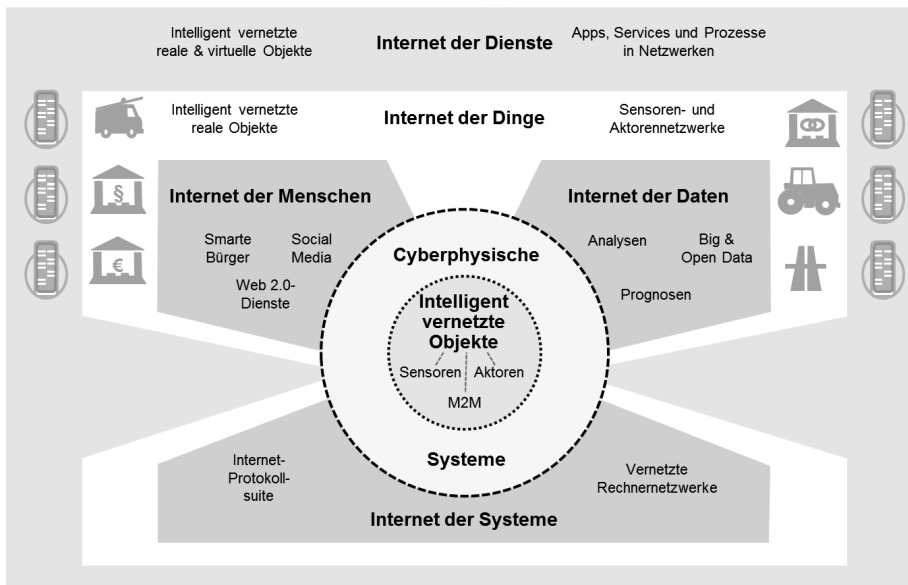 Intelligent vernetzte
reale & virtuelle Objekte
Internet der Dienste
Apps, Services und Prozesse
in Netzwerken
Intelligent vernetzte
reale Objekte
Internet der Dinge
Sensoren- und
Aktorennetzwerke
Internet der Menschen
Smarte
Bürger
Social
Media
Web 2.0-
Dienste
§
€
Internet der Daten
Analysen
Big &
Open Data
Prognosen
Cyberphysische
Intelligent
vernetzte
Objekte
Sensoren
Aktoren
M2M
Systeme
Internet-
Protokoll-
suite
Vernetzte
Rechnernetzwerke
Internet der Systeme